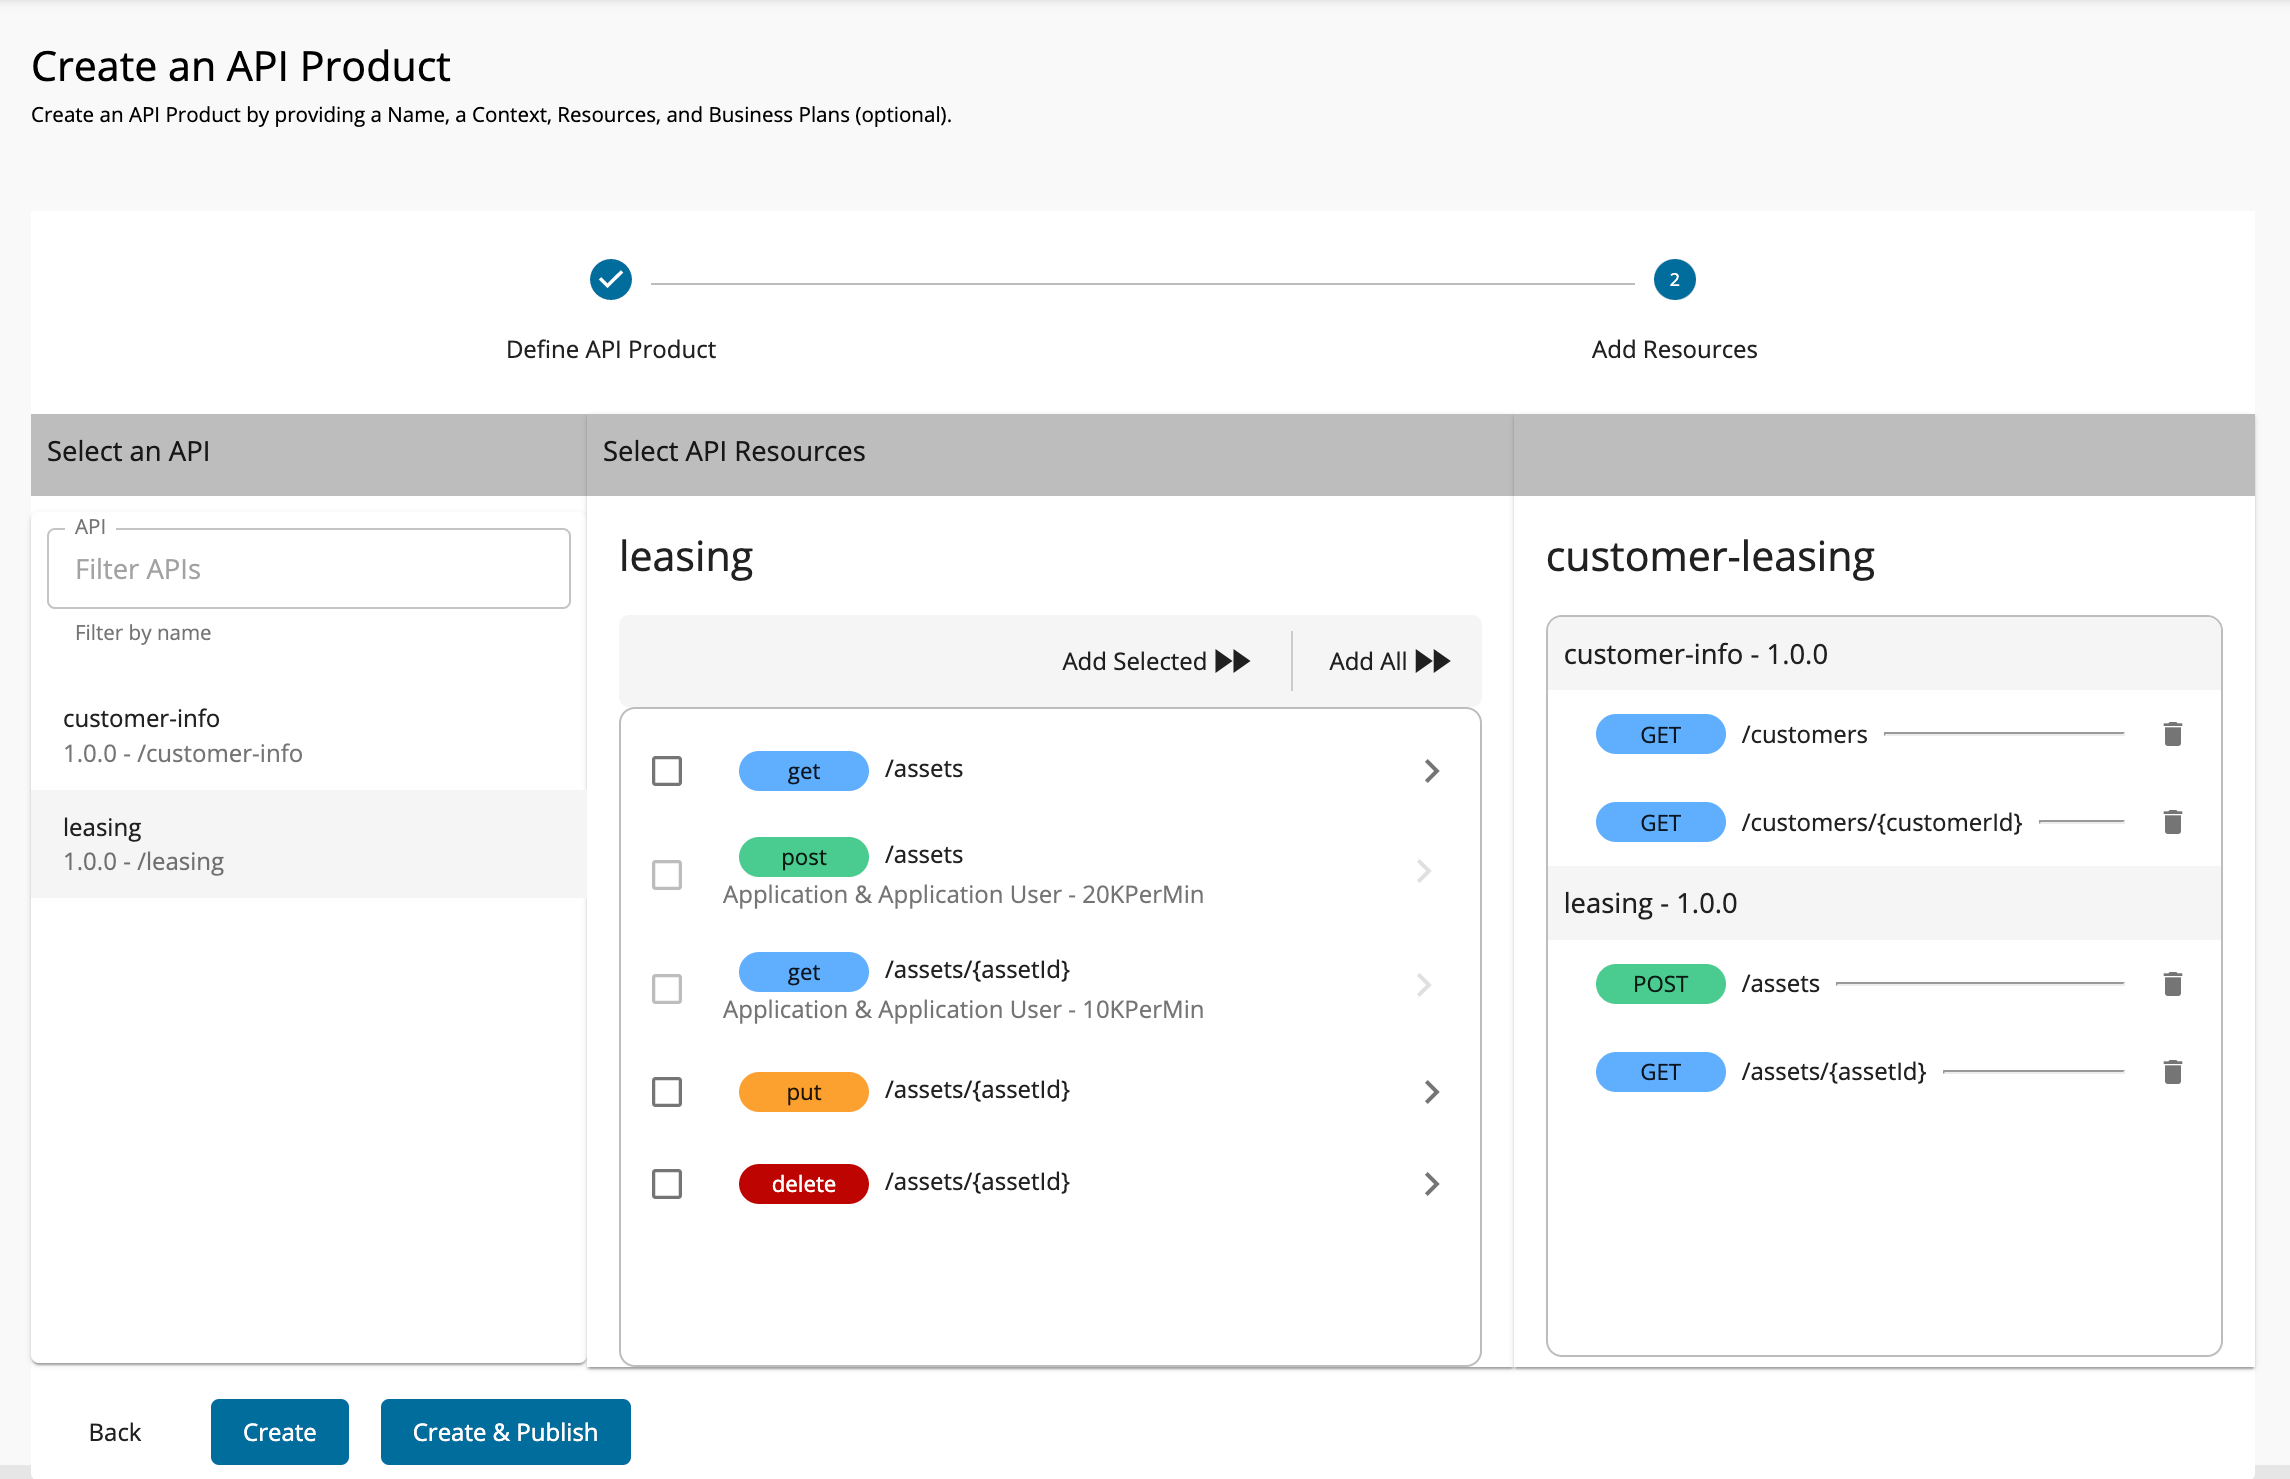 Create an API Product
Create an API Product by providing a Name, a Context, Resources, and Business Plans (optional).
2
Define API Product
Add Resources
Select an API
Select API Resources
API
Filter APIs
Filter by name
customer-info
1.0.0 - /customer-info
leasing
1.0.0 - /leasing
leasing
Add Selected
Add All
get /assets
post /assets
Application & Application User - 20KPerMin
get /assets/{assetId}
Application & Application User - 10KPerMin
put /assets/{assetId}
delete /assets/{assetId}
customer-leasing
customer-info - 1.0.0
GET /customers
GET /customers/{customerId}
leasing - 1.0.0
POST /assets
GET /assets/{assetId}
Back
Create
Create & Publish